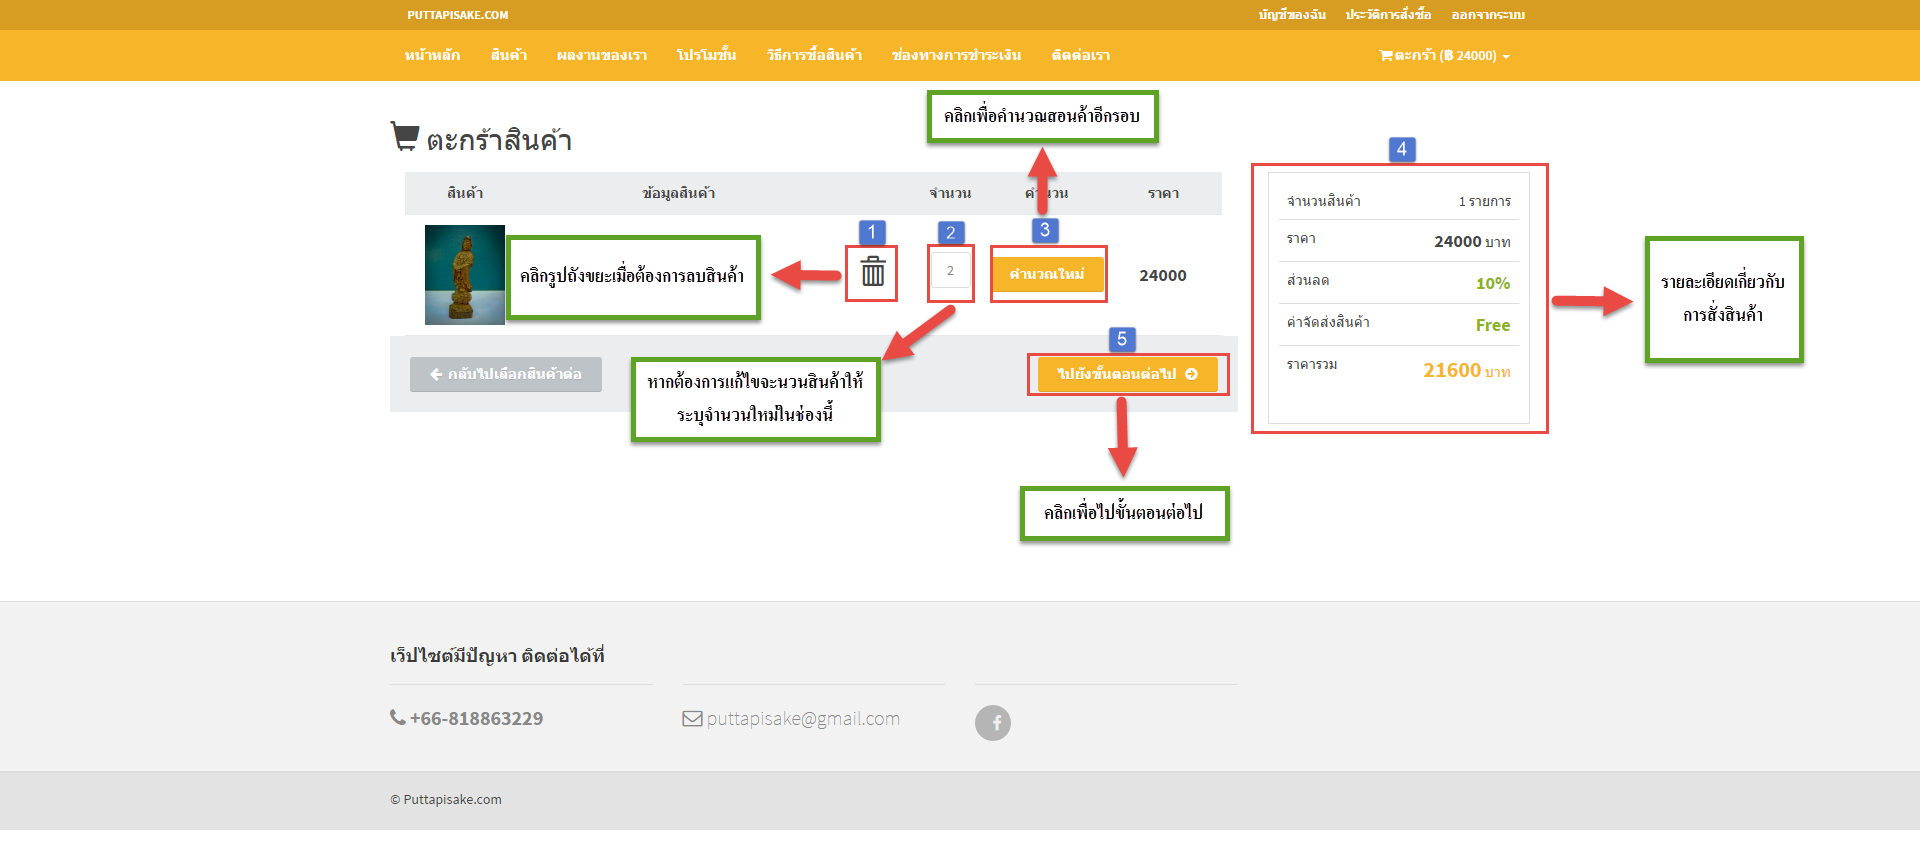 PUTTAPISAKE.COM
บัญชีของฉัน ประวัติการสั่งซื้อ ออกจากระบบ
หน้าหลัก สินค้า ผลงานของเรา โปรโมชั่น วิธีการซื้อสินค้า ช่องทางการชำระเงิน ติดต่อเรา
ตะกร้า (฿ 24000)
คลิกเพื่อคำนวณสอนค้าอีกรอบ
ตะกร้าสินค้า
4
สินค้า ข้อมูลสินค้า จำนวน คำนวน ราคา
1 2 3
คลิกรูปถังขยะเมื่อต้องการลบสินค้า
2
คำนวณใหม่
24000
จำนวนสินค้า 1 รายการ
ราคา 24000 บาท
ส่วนลด 10%
ค่าจัดส่งสินค้า Free
ราคารวม 21600 บาท
รายละเอียดเกี่ยวกับ
การสั่งสินค้า
5
กลับไปเลือกสินค้าต่อ
หากต้องการแก้ไขจะนวนสินค้าให้
ระบุจำนวนใหม่ในช่องนี้
ไปยังขั้นตอนต่อไป
คลิกเพื่อไปขั้นตอนต่อไป
เว็ปไซต์มีปัญหา ติดต่อได้ที่
+66-818863229
puttapisake@gmail.com
© Puttapisake.com